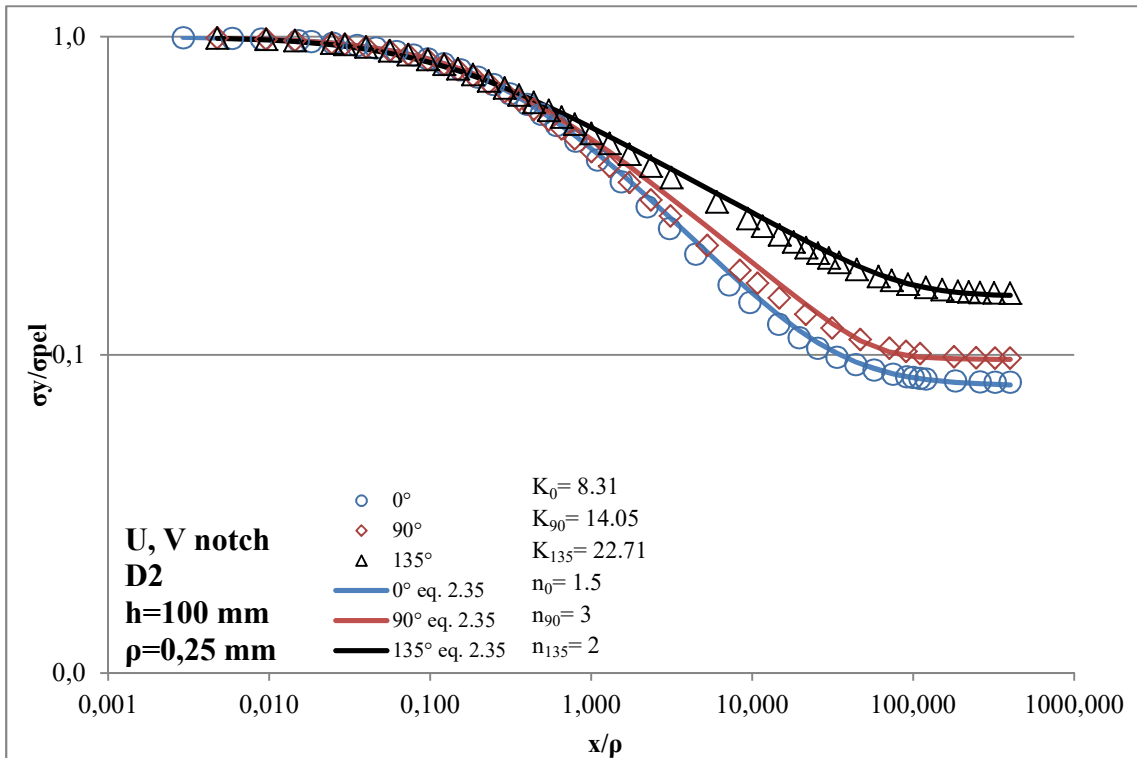 1,0
0,1
0,0
σy/σpel
0°
90°
135°
0° eq. 2.35
90° eq. 2.35
135° eq. 2.35
K0= 8.31
K90= 14.05
K135= 22.71
n0= 1.5
n90= 3
n135= 2
U, V notch
D2
h=100 mm
ρ=0,25 mm
0,001
0,010
0,100
1,000
10,000
100,000
1000,000
x/ρ